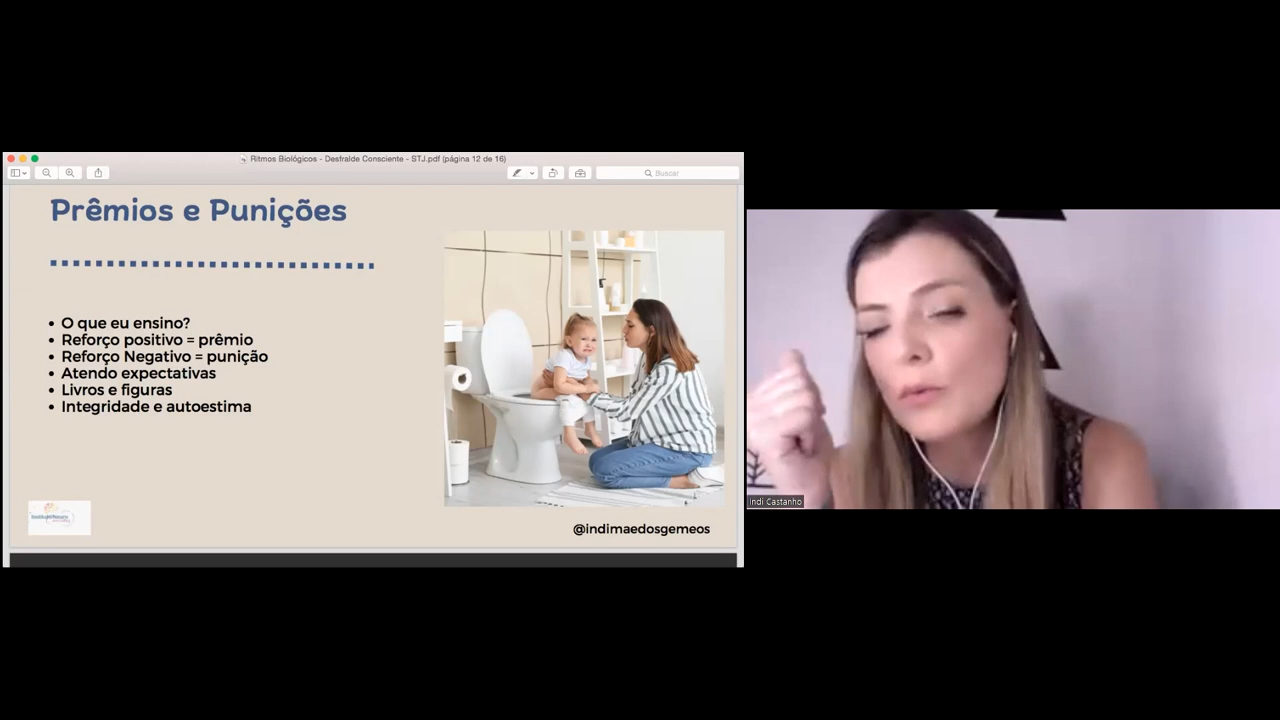 Ritmos Biológicos - Desfralde Consciente - STJ.pdf (página 12 de 16)
Buscar
Prêmios e Punições
• O que eu ensino?
• Reforço positivo = prêmio
• Reforço Negativo = punição
• Atendo expectativas
• Livros e figuras
• Integridade e autoestima
@indimaedosgemeos
Indi Castanho